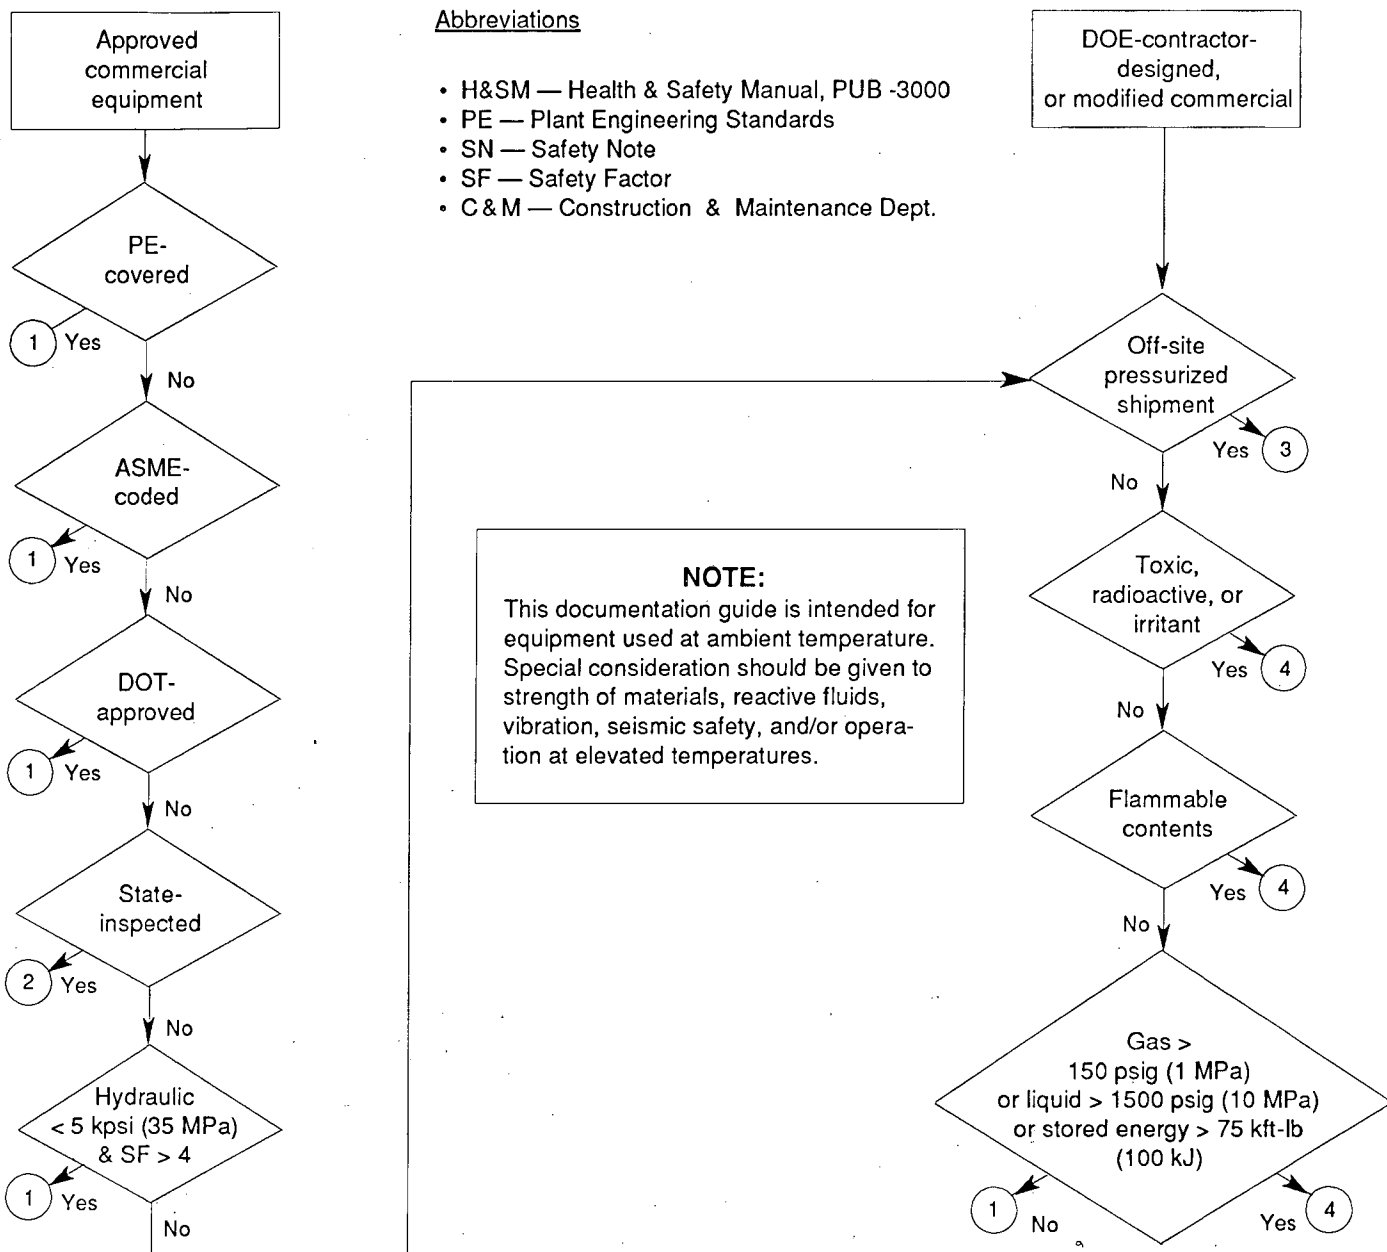 Approved
commercial
equipment
PE-
covered
1 Yes
No
ASME-
coded
1 Yes
No
DOT-
approved
1 Yes
No
State-
inspected
2 Yes
No
Hydraulic
< 5 kpsi (35 MPa)
& SF > 4
1 Yes
No
Abbreviations
• H&SM — Health & Safety Manual, PUB -3000
• PE — Plant Engineering Standards
• SN — Safety Note
• SF — Safety Factor
• C & M — Construction & Maintenance Dept.
NOTE:
This documentation guide is intended for
equipment used at ambient temperature.
Special consideration should be given to
strength of materials, reactive fluids,
vibration, seismic safety, and/or opera-
tion at elevated temperatures.
DOE-contractor-
designed,
or modified commercial
Off-site
pressurized
shipment
Yes 3
No
Toxic,
radioactive, or
irritant
Yes 4
No
Flammable
contents
Yes 4
No
Gas >
150 psig (1 MPa)
or liquid > 1500 psig (10 MPa)
or stored energy > 75 kft-lb
(100 kJ)
1 No
Yes 4